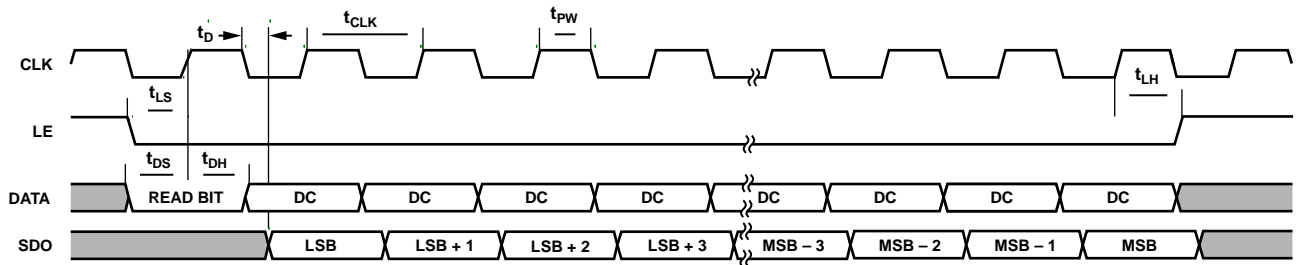 tD tCLK tPW
CLK
tLS tLH
LE
tDS tDH
DATA READ BIT DC DC DC DC DC DC DC DC
SDO LSB LSB + 1 LSB + 2 LSB + 3 MSB – 3 MSB – 2 MSB – 1 MSB